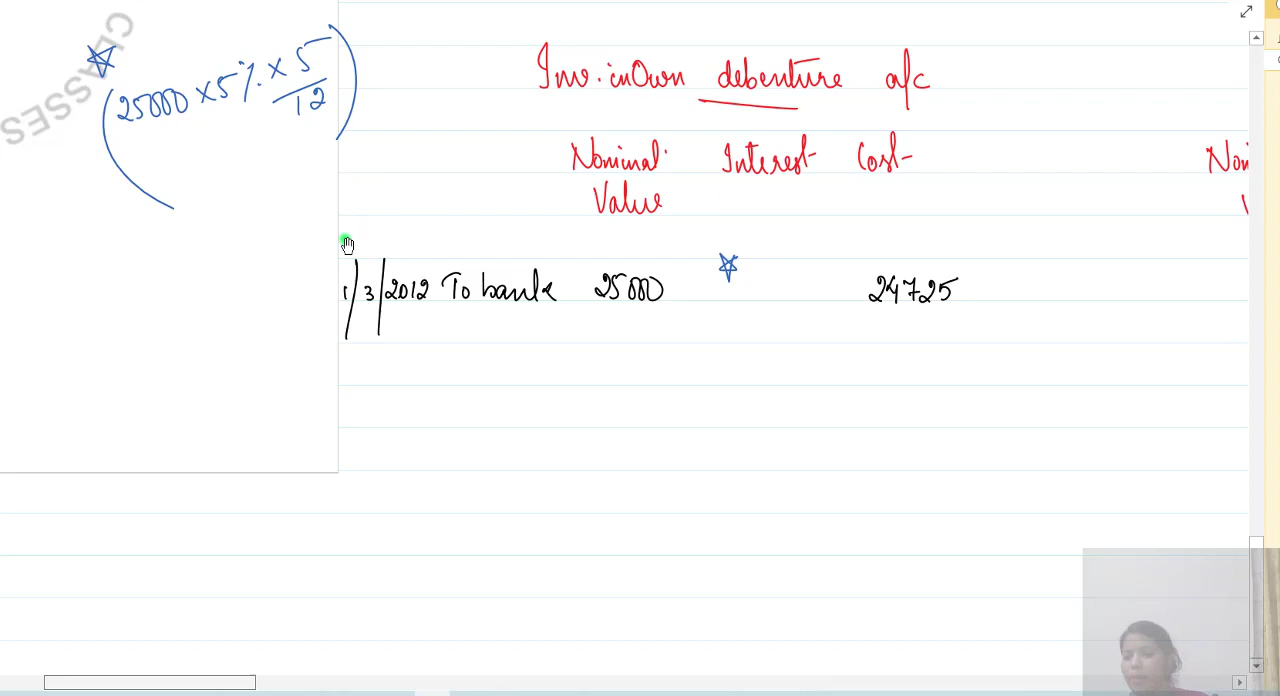 CLASSES
☆
(25000 × 5% × 5/12)
Inv. in Own debenture a/c
Nominal Value Interest Cost
1/3/2012 To bank 25000 ☆ 24725